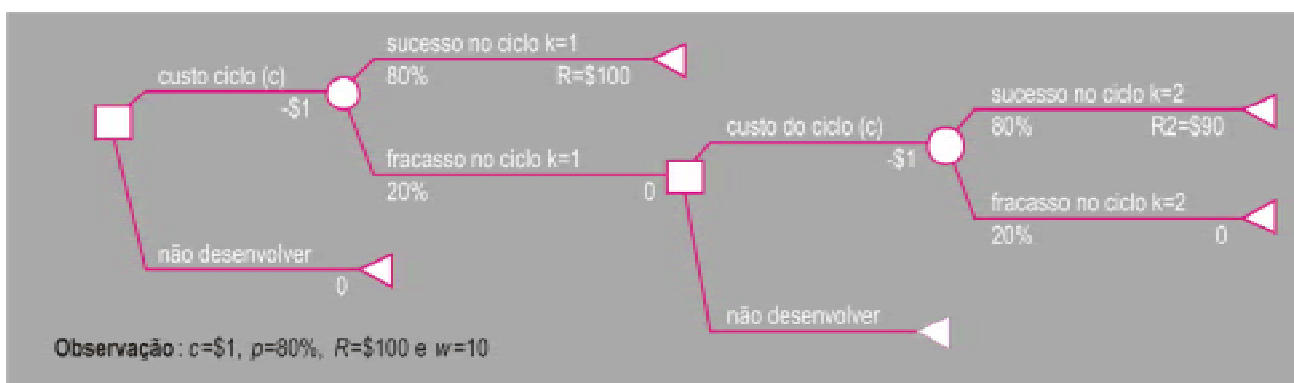 sucesso no ciclo k=1
80% R=$100
custo ciclo (c)
-$1
fracasso no ciclo k=1
20% 0
não desenvolver
0
custo do ciclo (c)
-$1
sucesso no ciclo k=2
80% R2=$90
fracasso no ciclo k=2
20% 0
não desenvolver
Observação : c=$1, p=80%, R=$100 e w=10